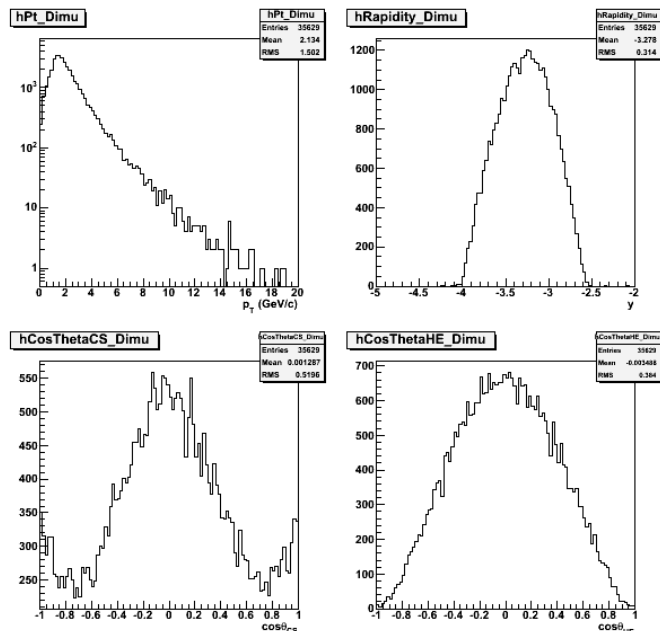 hPt_Dimu
hPt_Dimu
Entries 35629
Mean 2.134
RMS 1.502
10³
10²
10
1
0 2 4 6 8 10 12 14 16 18 20
p_T (GeV/c)
hRapidity_Dimu
hRapidity_Dimu
Entries 35629
Mean -3.278
RMS 0.314
1200
1000
800
600
400
200
0
-5 -4.5 -4 -3.5 -3 -2.5 -2
y
hCosThetaCS_Dimu
hCosThetaCS_Dimu
Entries 35629
Mean 0.001287
RMS 0.5196
550
500
450
400
350
300
250
-1 -0.8 -0.6 -0.4 -0.2 0 0.2 0.4 0.6 0.8 1
cosθ_CS
hCosThetaHE_Dimu
hCosThetaHE_Dimu
Entries 35629
Mean -0.003488
RMS 0.384
700
600
500
400
300
200
100
0
-1 -0.8 -0.6 -0.4 -0.2 0 0.2 0.4 0.6 0.8 1
cosθ